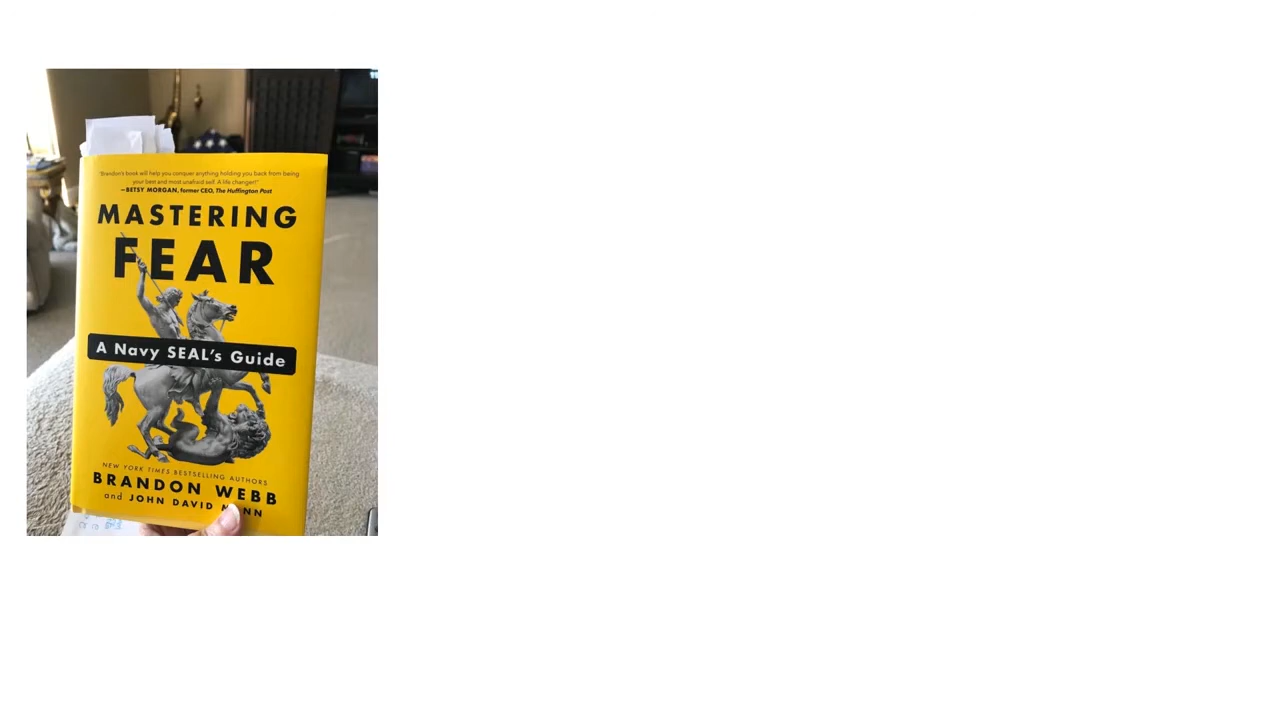 "Brandon's book will help you conquer anything holding you back from being
your best and most unafraid self. A life changer!"
—BETSY MORGAN, former CEO, The Huffington Post
MASTERING
FEAR
A Navy SEAL's Guide
NEW YORK TIMES BESTSELLING AUTHORS
BRANDON WEBB
and JOHN DAVID M NN